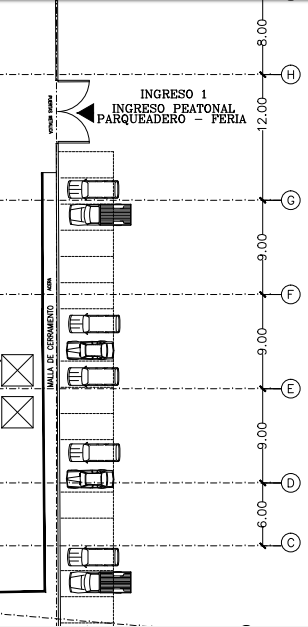 8.00
H
INGRESO 1
INGRESO PEATONAL
PARQUEADERO - FERIA
PUERTAS METALICA
12.00
G
9.00
ACERA
F
MALLA DE CERRAMIENTO
9.00
E
9.00
D
6.00
C